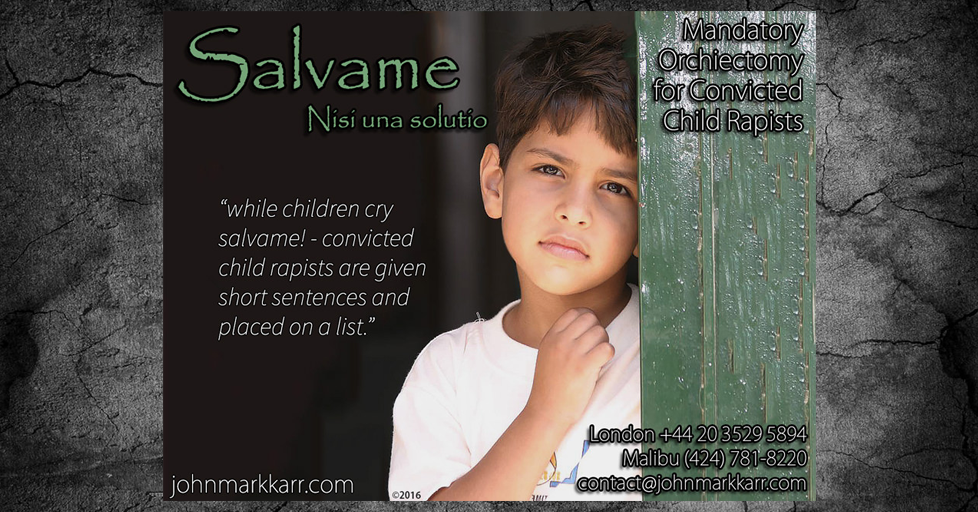 Salvame
Nisi una solutio
Mandatory
Orchiectomy
for Convicted
Child Rapists
“while children cry
salvame! - convicted
child rapists are given
short sentences and
placed on a list.”
London +44 20 3529 5894
Malibu (424) 781-8220
contact@johnmarkkarr.com
johnmarkkarr.com
©2016